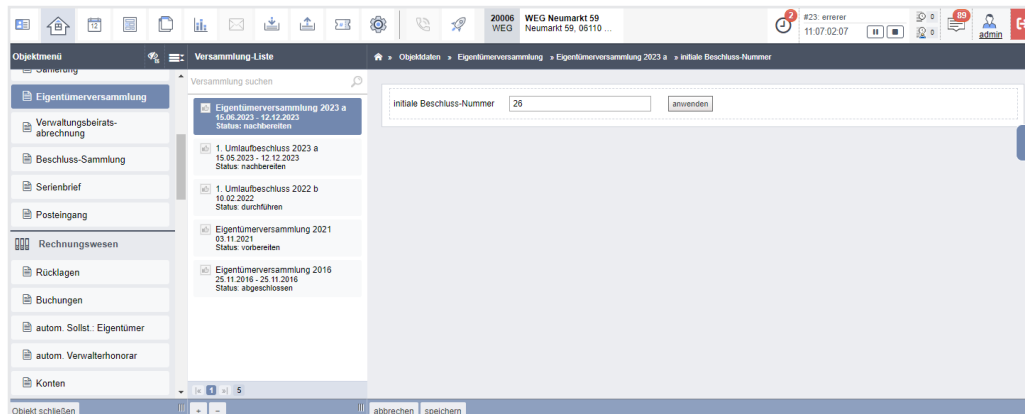 12
20006
WEG
WEG Neumarkt 59
Neumarkt 59, 06110 ...
2
#23: errerer
11:07:02:07
0
0
89
admin
Objektmenü
Versammlung-Liste
» Objektdaten » Eigentümerversammlung » Eigentümerversammlung 2023 a » initiale Beschluss-Nummer
Sanierung
Eigentümerversammlung
Verwaltungsbeirats-
abrechnung
Beschluss-Sammlung
Serienbrief
Posteingang
Rechnungswesen
Rücklagen
Buchungen
autom. Sollst.: Eigentümer
autom. Verwalterhonorar
Konten
Versammlung suchen
Eigentümerversammlung 2023 a
15.06.2023 - 12.12.2023
Status: nachbereiten
1. Umlaufbeschluss 2023 a
15.05.2023 - 12.12.2023
Status: nachbereiten
1. Umlaufbeschluss 2022 b
10.02.2022
Status: durchführen
Eigentümerversammlung 2021
03.11.2021
Status: vorbereiten
Eigentümerversammlung 2016
25.11.2016 - 25.11.2016
Status: abgeschlossen
1 5
initiale Beschluss-Nummer 26 anwenden
Objekt schließen + - abbrechen speichern